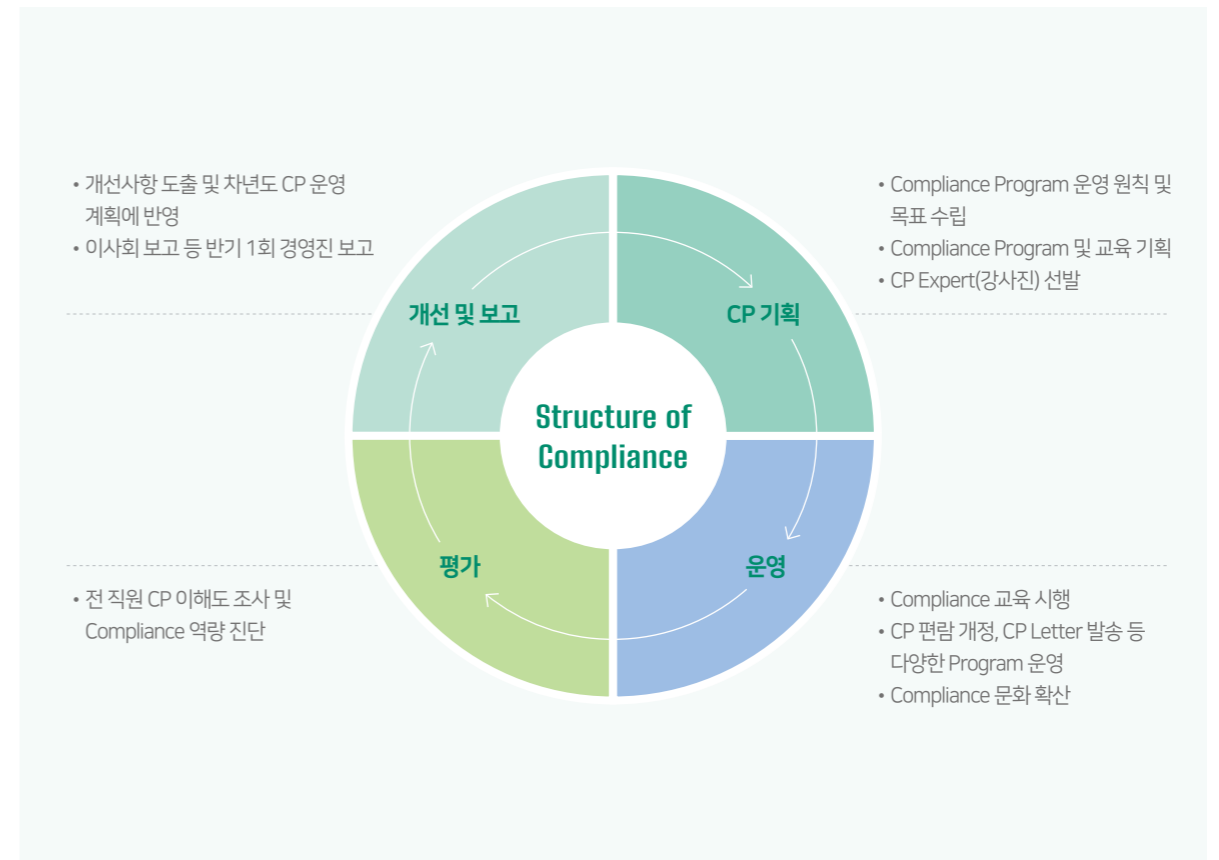 • 개선사항 도출 및 차년도 CP 운영
계획에 반영
• 이사회 보고 등 반기 1회 경영진 보고
• Compliance Program 운영 원칙 및
목표 수립
• Compliance Program 및 교육 기획
• CP Expert(강사진) 선발
개선 및 보고
CP 기획
Structure of
Compliance
평가
운영
• 전 직원 CP 이해도 조사 및
Compliance 역량 진단
• Compliance 교육 시행
• CP 편람 개정, CP Letter 발송 등
다양한 Program 운영
• Compliance 문화 확산